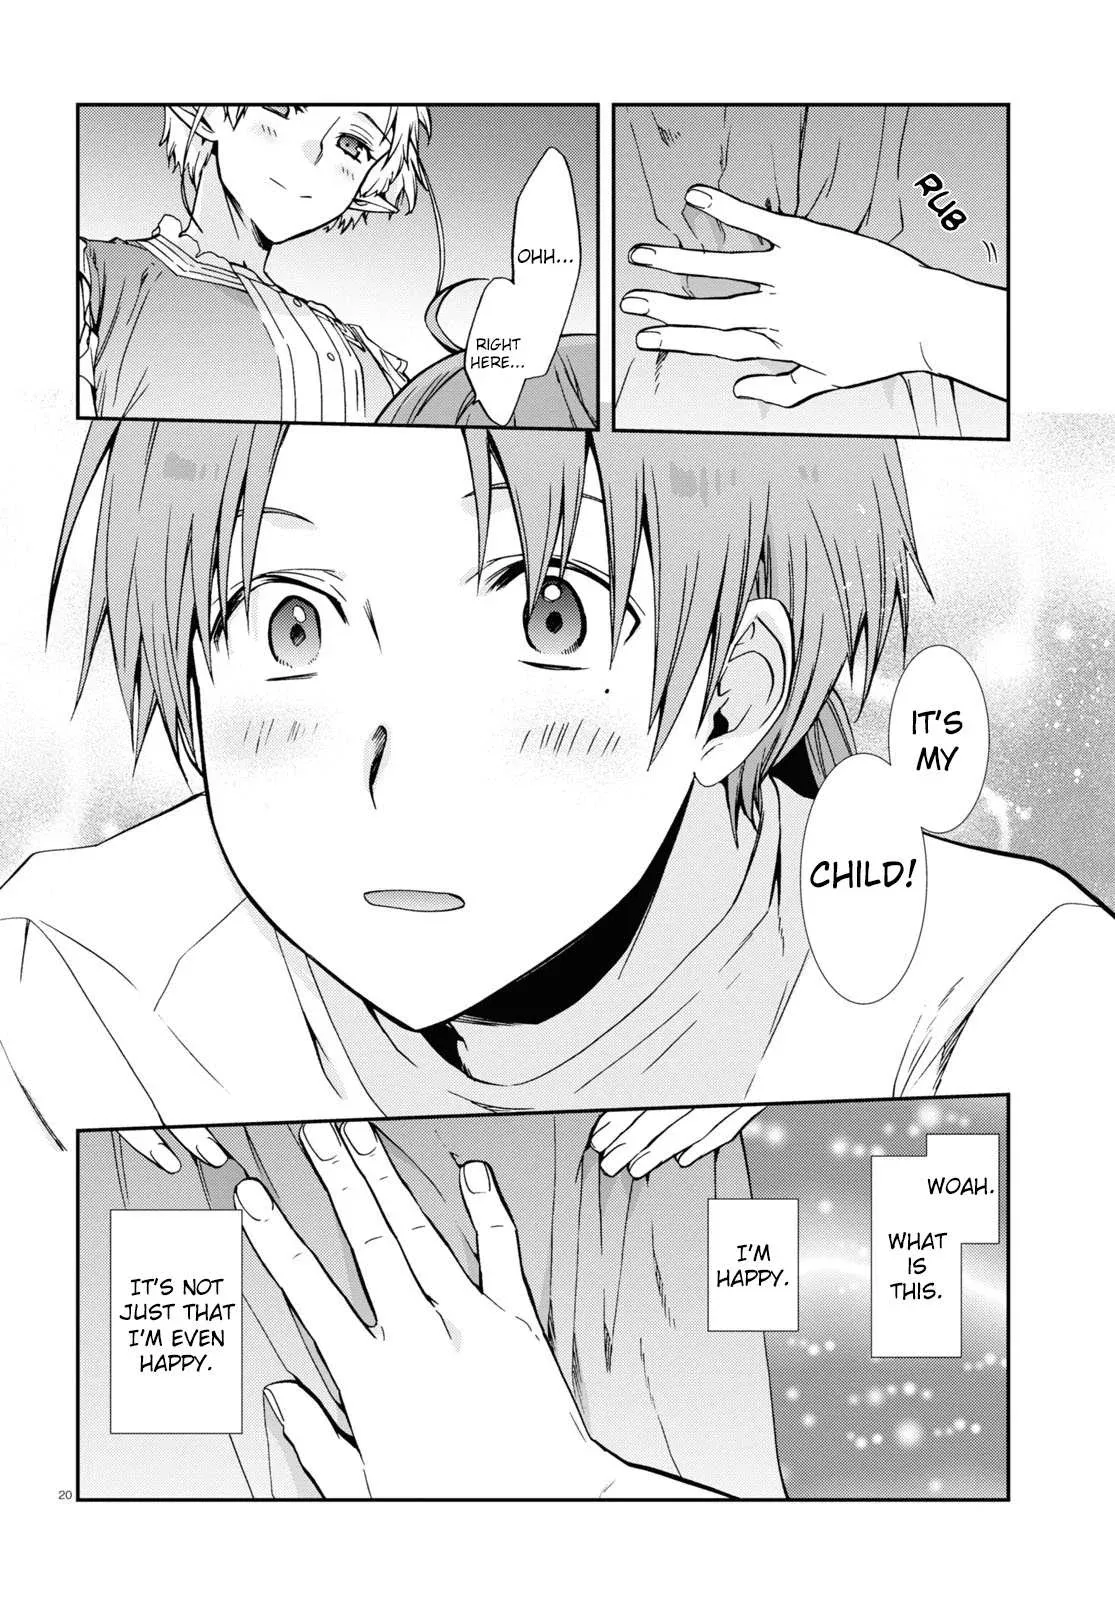 RUB
OHH...
RIGHT
HERE...
IT'S
MY
CHILD!
WOAH.
WHAT
IS
THIS.
I'M
HAPPY.
IT'S NOT
JUST THAT
I'M EVEN
HAPPY.
20